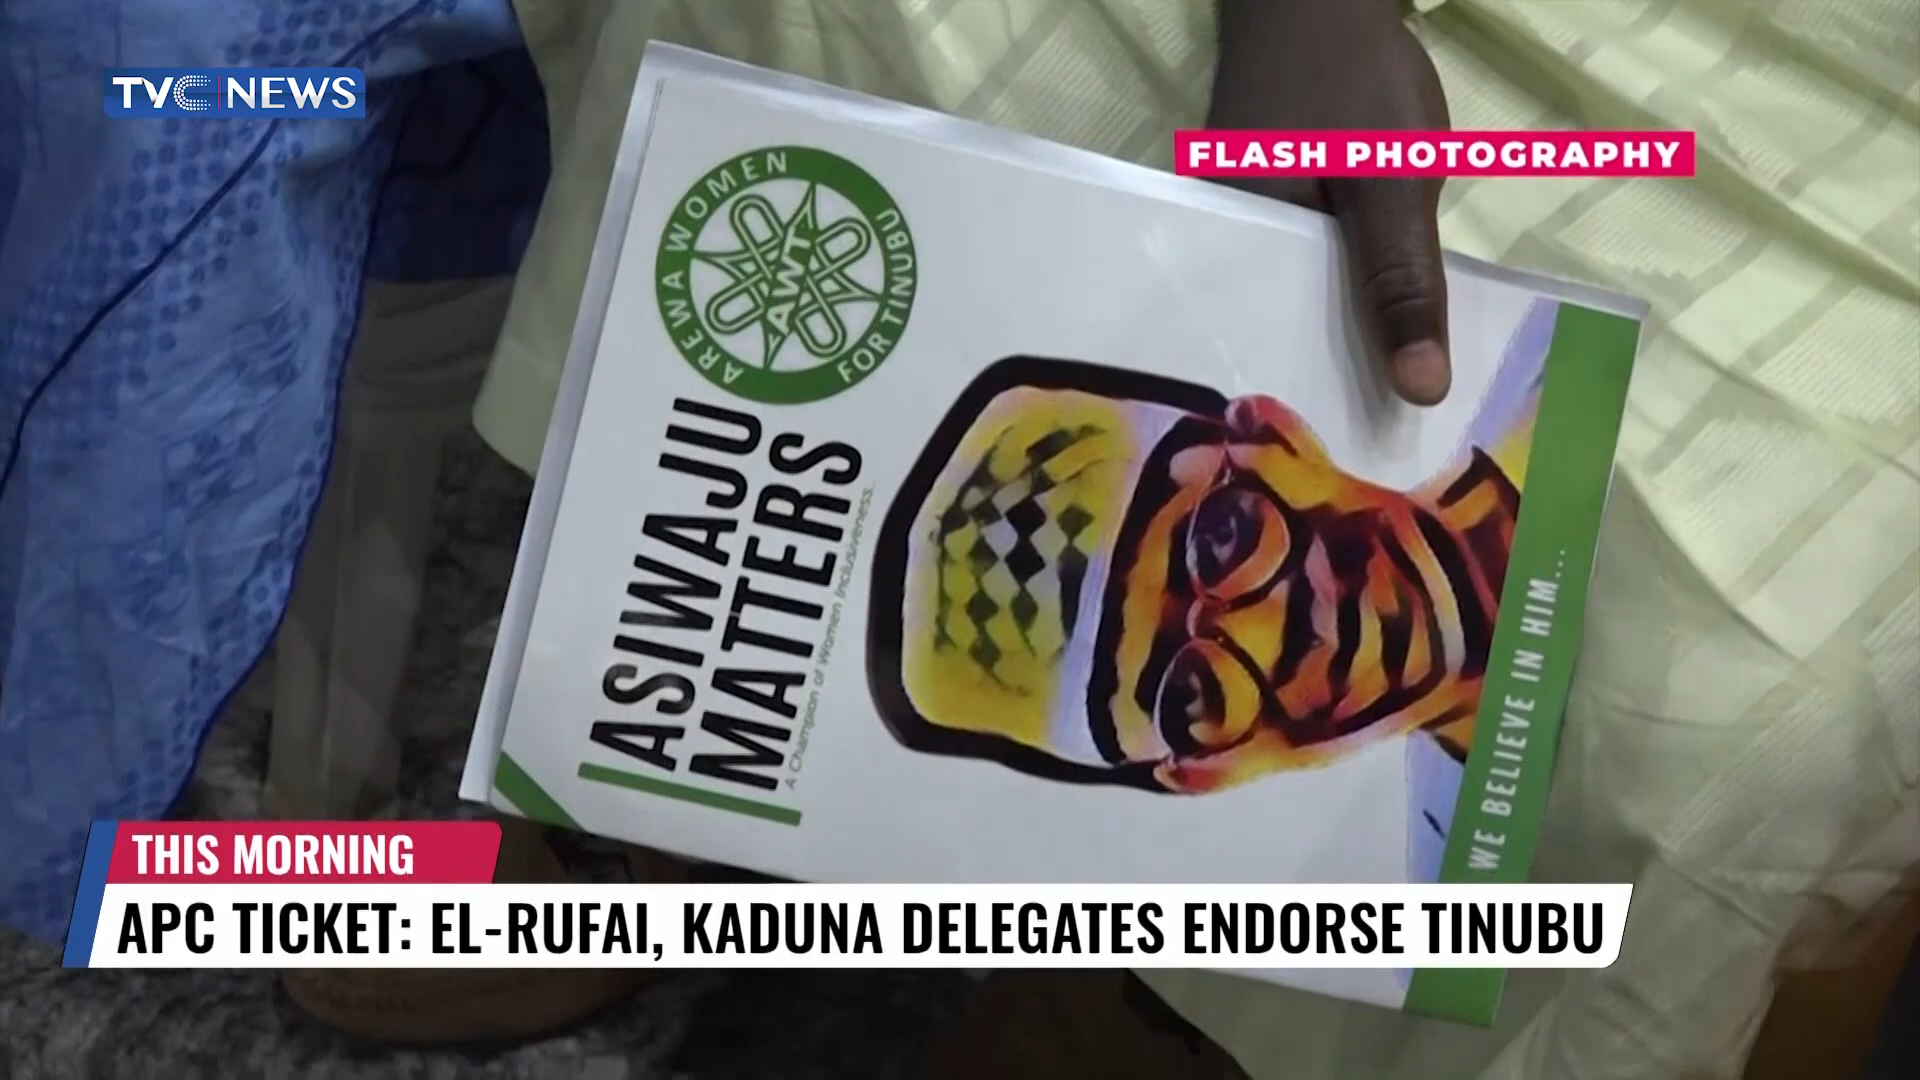 TVC NEWS
FLASH PHOTOGRAPHY
AREWA WOMEN
FOR TINUBU
AWT
ASIWAJU
MATTERS
A Champion of Women Inclusiveness...
WE BELIEVE IN HIM...
THIS MORNING
APC TICKET: EL-RUFAI, KADUNA DELEGATES ENDORSE TINUBU